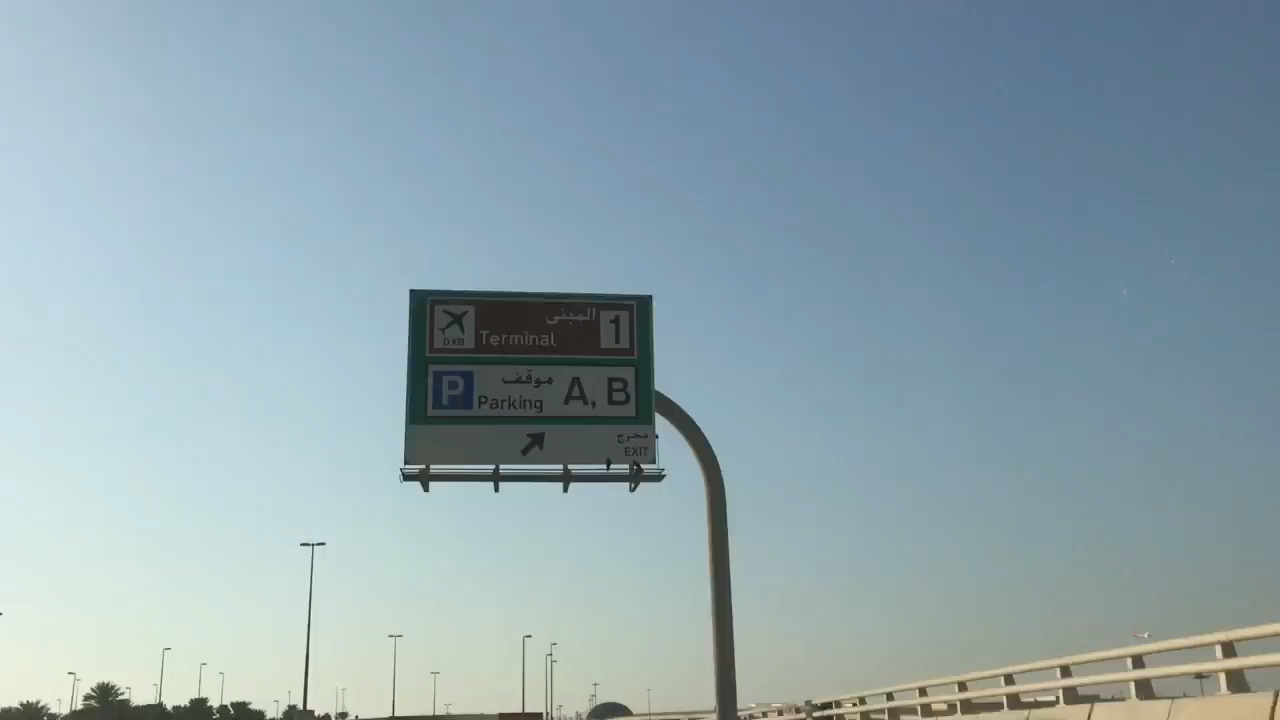 المبنى
DXB Terminal 1
موقف
P Parking A, B
مخرج
EXIT